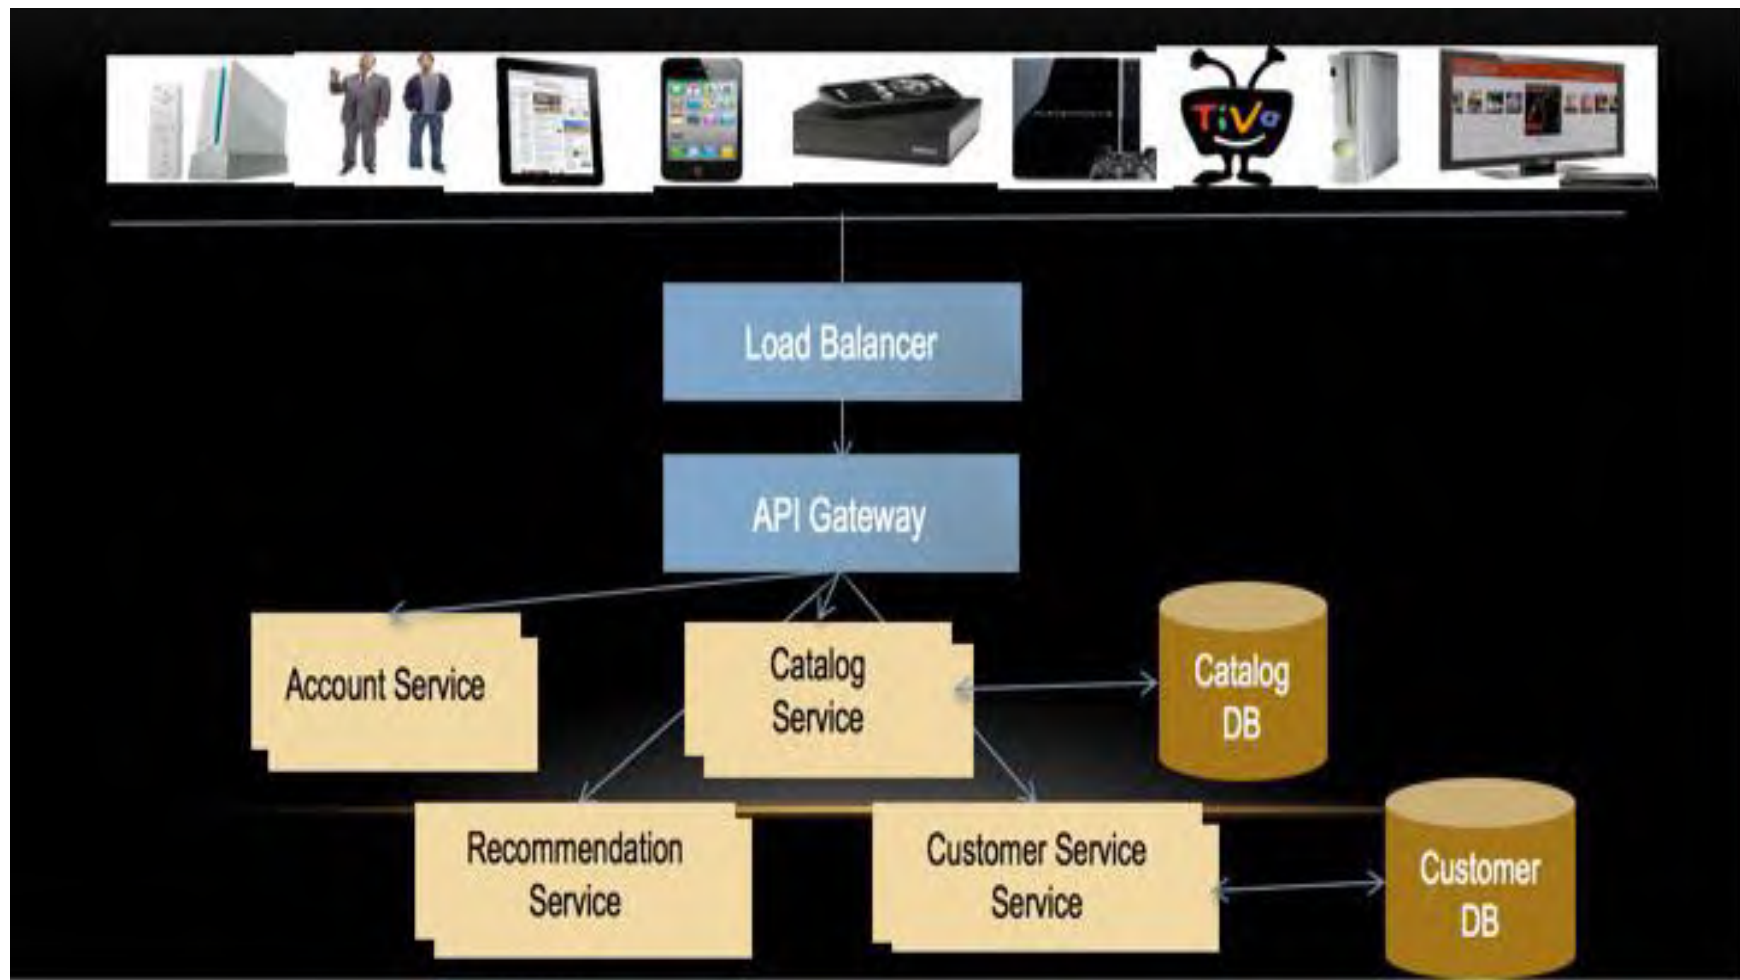 TiVo
Load Balancer
API Gateway
Account Service
Catalog
Service
Catalog
DB
Recommendation
Service
Customer Service
Service
Customer
DB